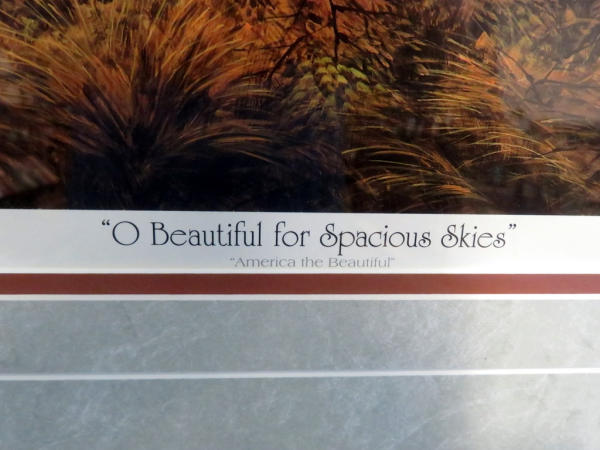 “O Beautiful for Spacious Skies”
“America the Beautiful”